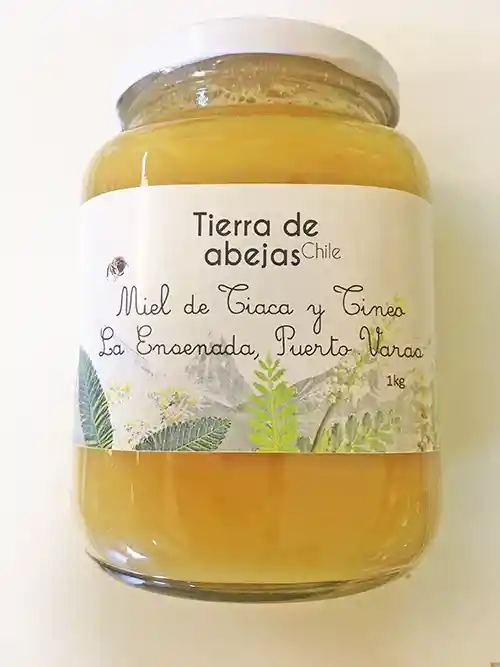 Tierra de
abejas Chile
Miel de Tiaca y Tineo
La Ensenada, Puerto Varas
1kg